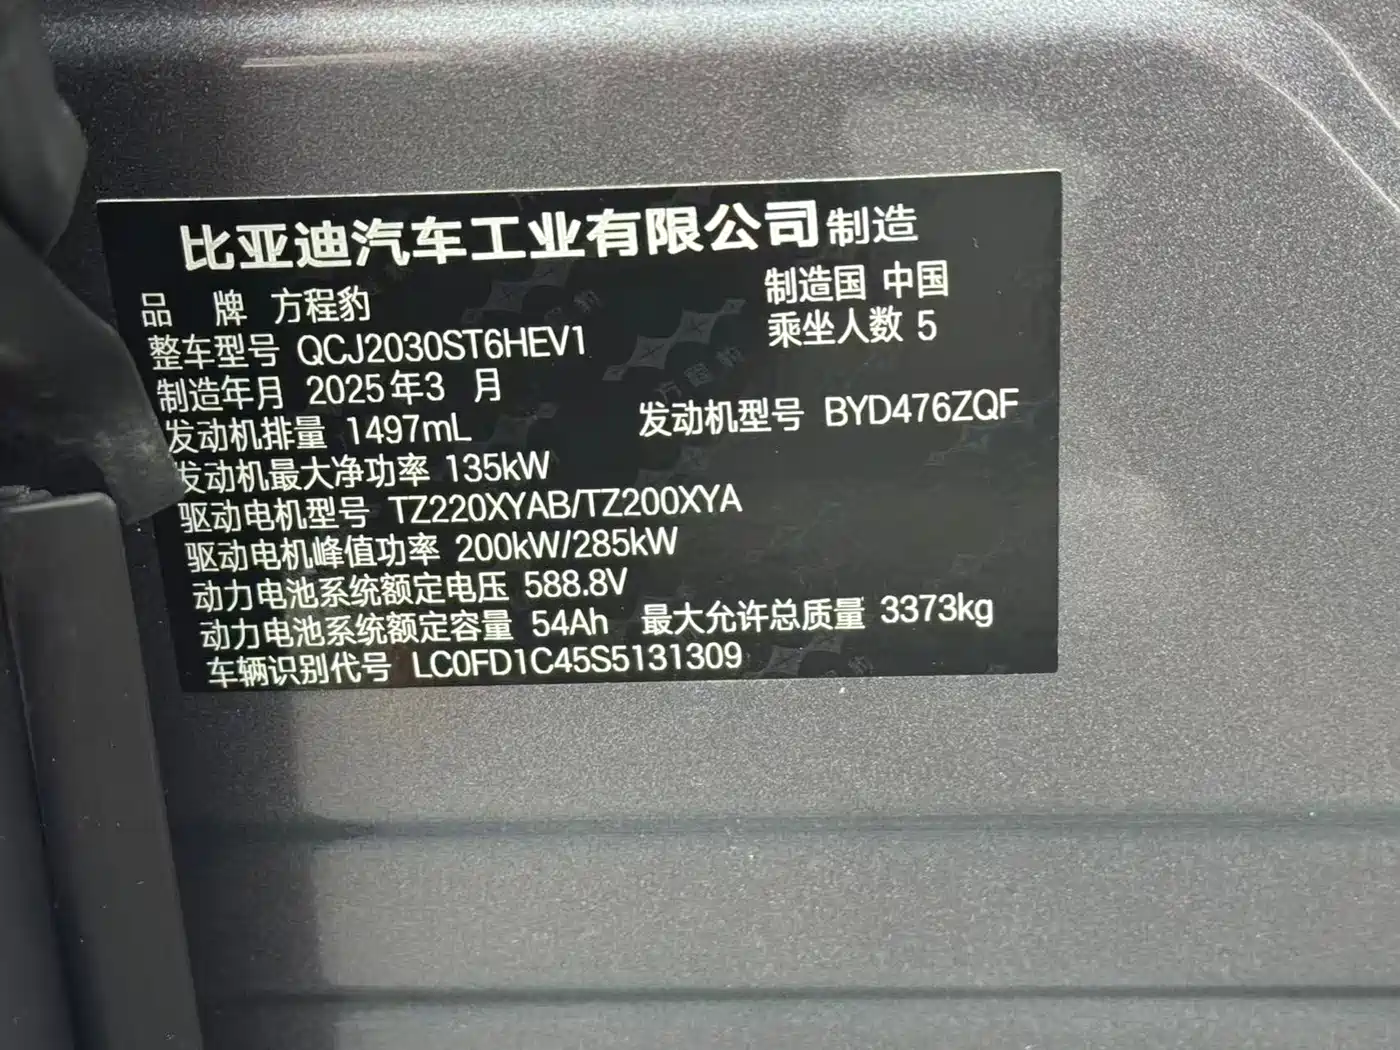 比亚迪汽车工业有限公司制造
品 牌 方程豹 制造国 中国
整车型号 QCJ2030ST6HEV1 乘坐人数 5
制造年月 2025年3 月
发动机排量 1497mL 发动机型号 BYD476ZQF
发动机最大净功率 135kW
驱动电机型号 TZ220XYAB/TZ200XYA
驱动电机峰值功率 200kW/285kW
动力电池系统额定电压 588.8V
动力电池系统额定容量 54Ah 最大允许总质量 3373kg
车辆识别代号 LC0FD1C45S5131309